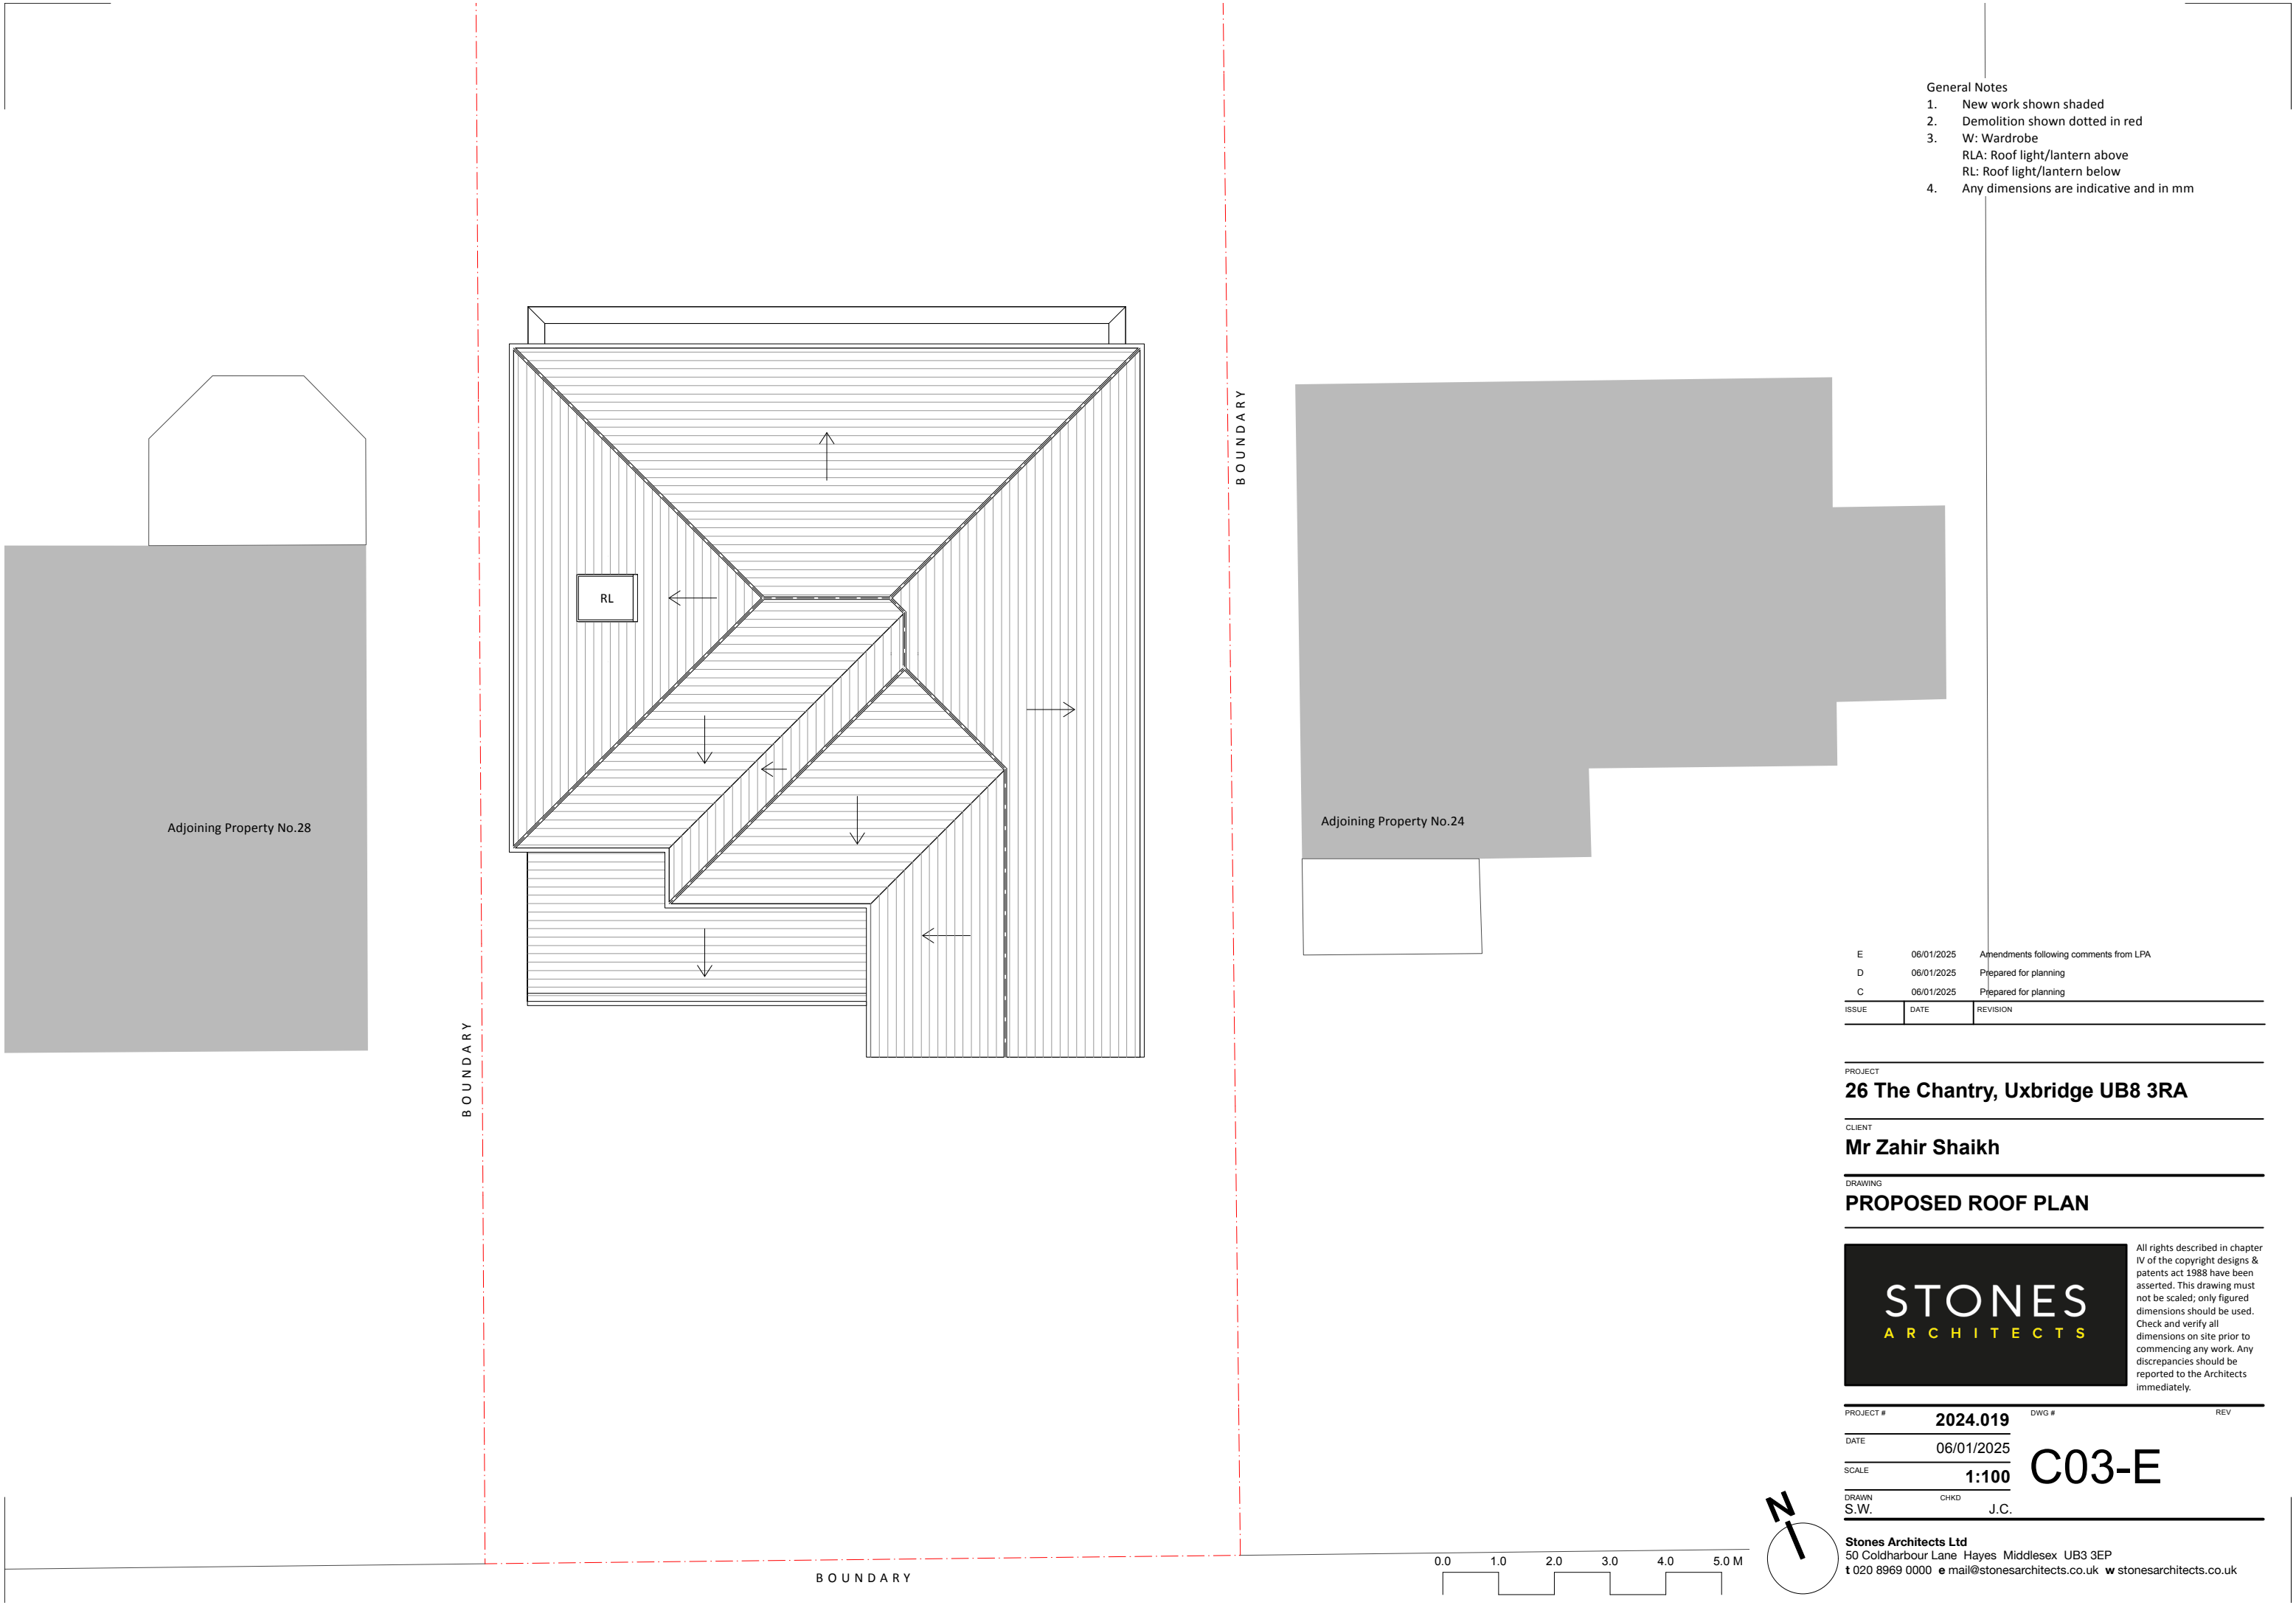 General Notes
1. New work shown shaded
2. Demolition shown dotted in red
3. W: Wardrobe
RLA: Roof light/lantern above
RL: Roof light/lantern below
4. Any dimensions are indicative and in mm
BOUNDARY
RL
Adjoining Property No.28
Adjoining Property No.24
BOUNDARY
E 06/01/2025 Amendments following comments from LPA
D 06/01/2025 Prepared for planning
C 06/01/2025 Prepared for planning
ISSUE DATE REVISION
PROJECT
26 The Chantry, Uxbridge UB8 3RA
CLIENT
Mr Zahir Shaikh
DRAWING
PROPOSED ROOF PLAN
STONES
ARCHITECTS
All rights described in chapter
IV of the copyright designs &
patents act 1988 have been
asserted. This drawing must
not be scaled; only figured
dimensions should be used.
Check and verify all
dimensions on site prior to
commencing any work. Any
discrepancies should be
reported to the Architects
immediately.
PROJECT # 2024.019
DWG # REV
DATE 06/01/2025
C03-E
SCALE 1:100
DRAWN CHKD
S.W. J.C.
N
Stones Architects Ltd
50 Coldharbour Lane Hayes Middlesex UB3 3EP
t 020 8969 0000 e mail@stonesarchitects.co.uk w stonesarchitects.co.uk
0.0 1.0 2.0 3.0 4.0 5.0 M
BOUNDARY